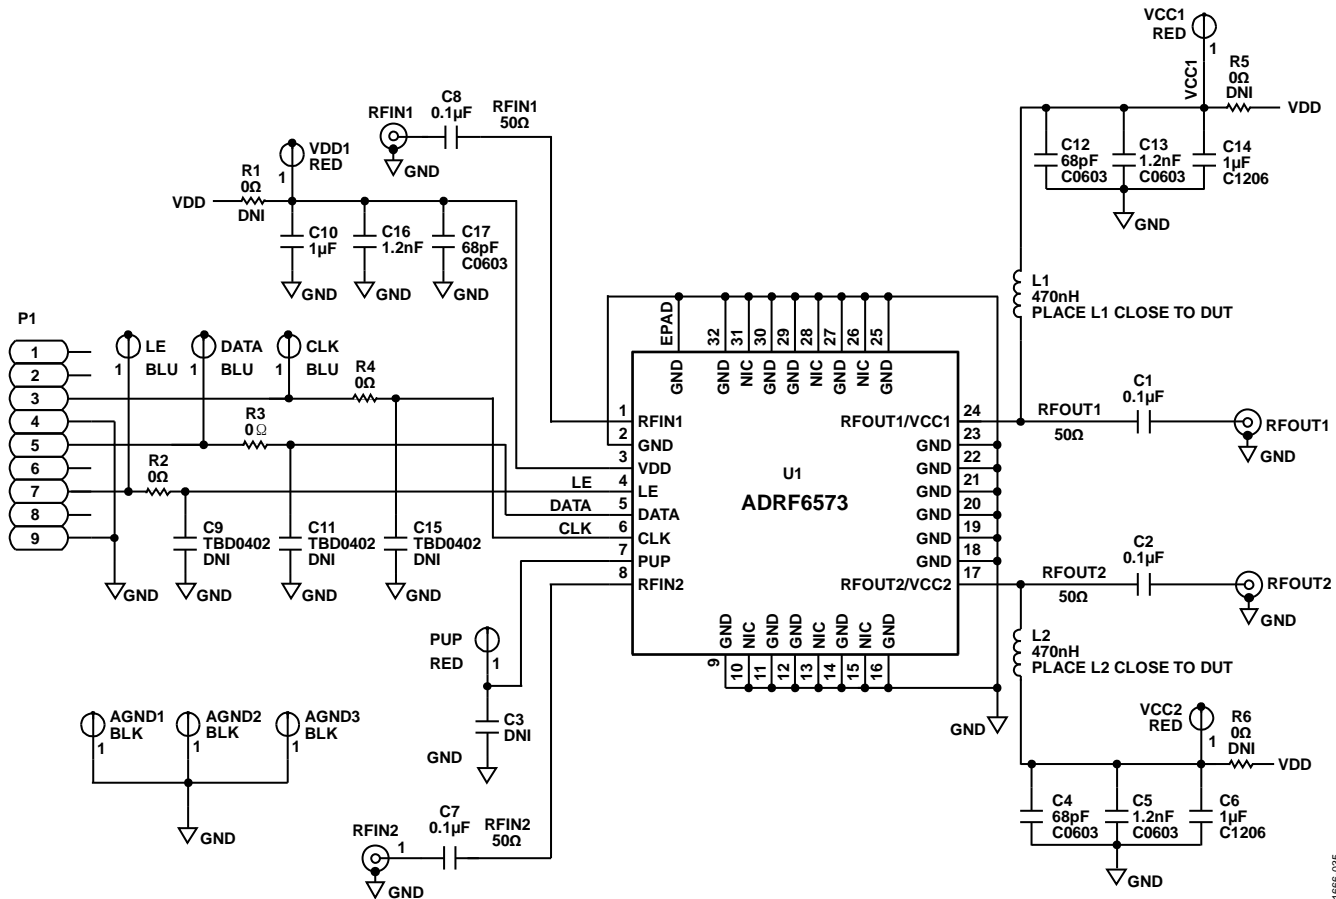 VCC1
RED
1
VCC1
R5
0Ω
DNI
VDD
C12
68pF
C0603
C13
1.2nF
C0603
C14
1µF
C1206
GND
L1
470nH
PLACE L1 CLOSE TO DUT
C8
0.1µF
RFIN1
RFIN1
50Ω
GND
VDD1
RED
1
R1
0Ω
DNI
VDD
C10
1µF
C16
1.2nF
C17
68pF
C0603
GND
GND
GND
P1
1
2
3
4
5
6
7
8
9
LE
BLU
1
DATA
BLU
1
CLK
BLU
1
R4
0Ω
R3
0Ω
R2
0Ω
C9
TBD0402
DNI
C11
TBD0402
DNI
C15
TBD0402
DNI
GND
GND
GND
GND
LE
DATA
CLK
EPAD
32
31
30
29
28
27
26
25
GND
GND
NIC
GND
GND
NIC
GND
NIC
GND
1
RFIN1
2
GND
3
VDD
4
LE
5
DATA
6
CLK
7
PUP
8
RFIN2
U1
ADRF6573
RFOUT1/VCC1
24
GND
23
GND
22
GND
21
GND
20
GND
19
GND
18
RFOUT2/VCC2
17
GND
NIC
GND
GND
NIC
GND
NIC
GND
9
10
11
12
13
14
15
16
GND
RFOUT1
50Ω
C1
0.1µF
RFOUT1
GND
RFOUT2
50Ω
C2
0.1µF
RFOUT2
GND
L2
470nH
PLACE L2 CLOSE TO DUT
VCC2
RED
1
R6
0Ω
DNI
VDD
C4
68pF
C0603
C5
1.2nF
C0603
C6
1µF
C1206
GND
PUP
RED
1
C3
DNI
GND
AGND1
BLK
1
AGND2
BLK
1
AGND3
BLK
1
GND
C7
0.1µF
RFIN2
1
RFIN2
50Ω
GND